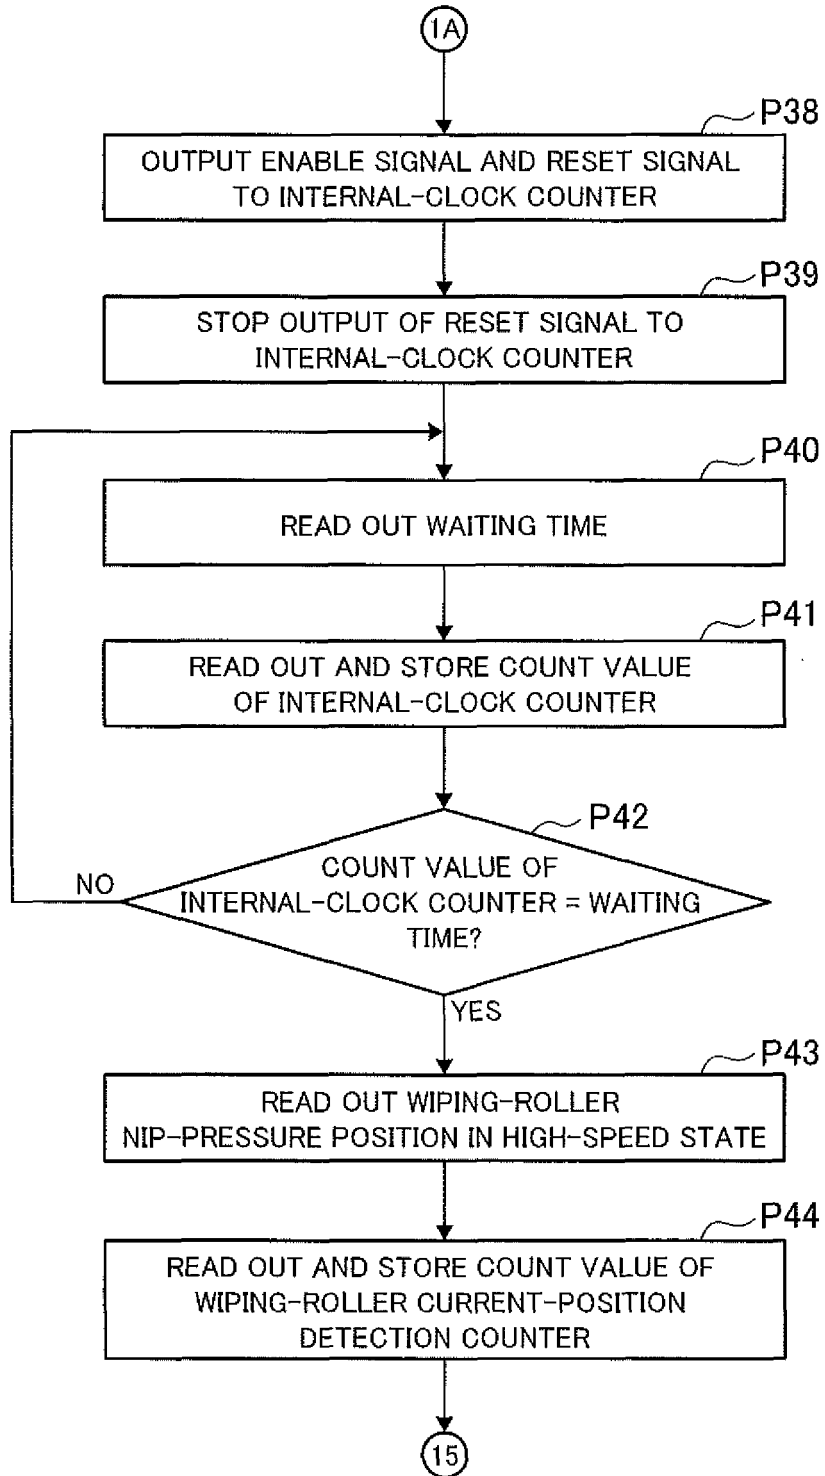 1A
P38
OUTPUT ENABLE SIGNAL AND RESET SIGNAL
TO INTERNAL-CLOCK COUNTER
P39
STOP OUTPUT OF RESET SIGNAL TO
INTERNAL-CLOCK COUNTER
P40
READ OUT WAITING TIME
P41
READ OUT AND STORE COUNT VALUE
OF INTERNAL-CLOCK COUNTER
P42
COUNT VALUE OF
INTERNAL-CLOCK COUNTER = WAITING
TIME?
NO
YES
P43
READ OUT WIPING-ROLLER
NIP-PRESSURE POSITION IN HIGH-SPEED STATE
P44
READ OUT AND STORE COUNT VALUE OF
WIPING-ROLLER CURRENT-POSITION
DETECTION COUNTER
15